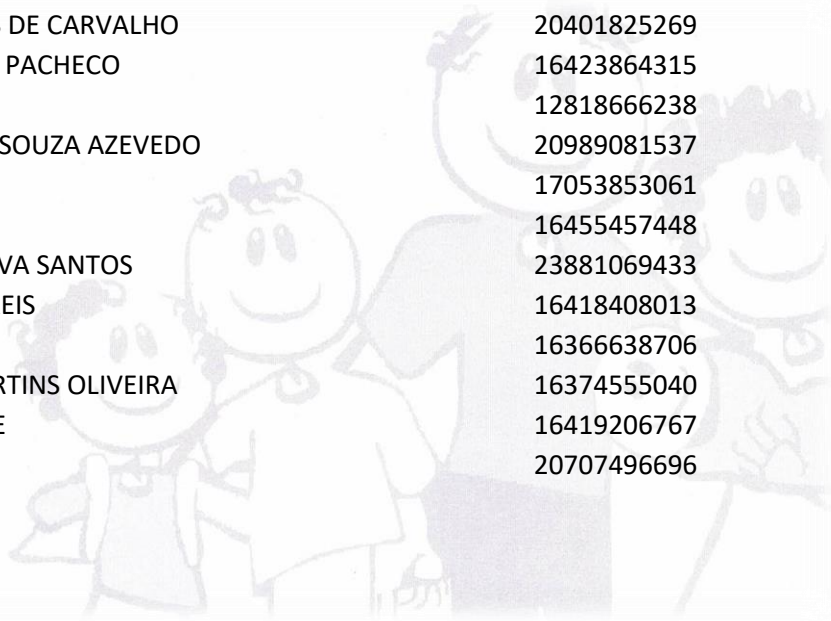 DE CARVALHO 20401825269
PACHECO 16423864315
12818666238
SOUZA AZEVEDO 20989081537
17053853061
16455457448
VA SANTOS 23881069433
EIS 16418408013
16366638706
RTINS OLIVEIRA 16374555040
E 16419206767
20707496696